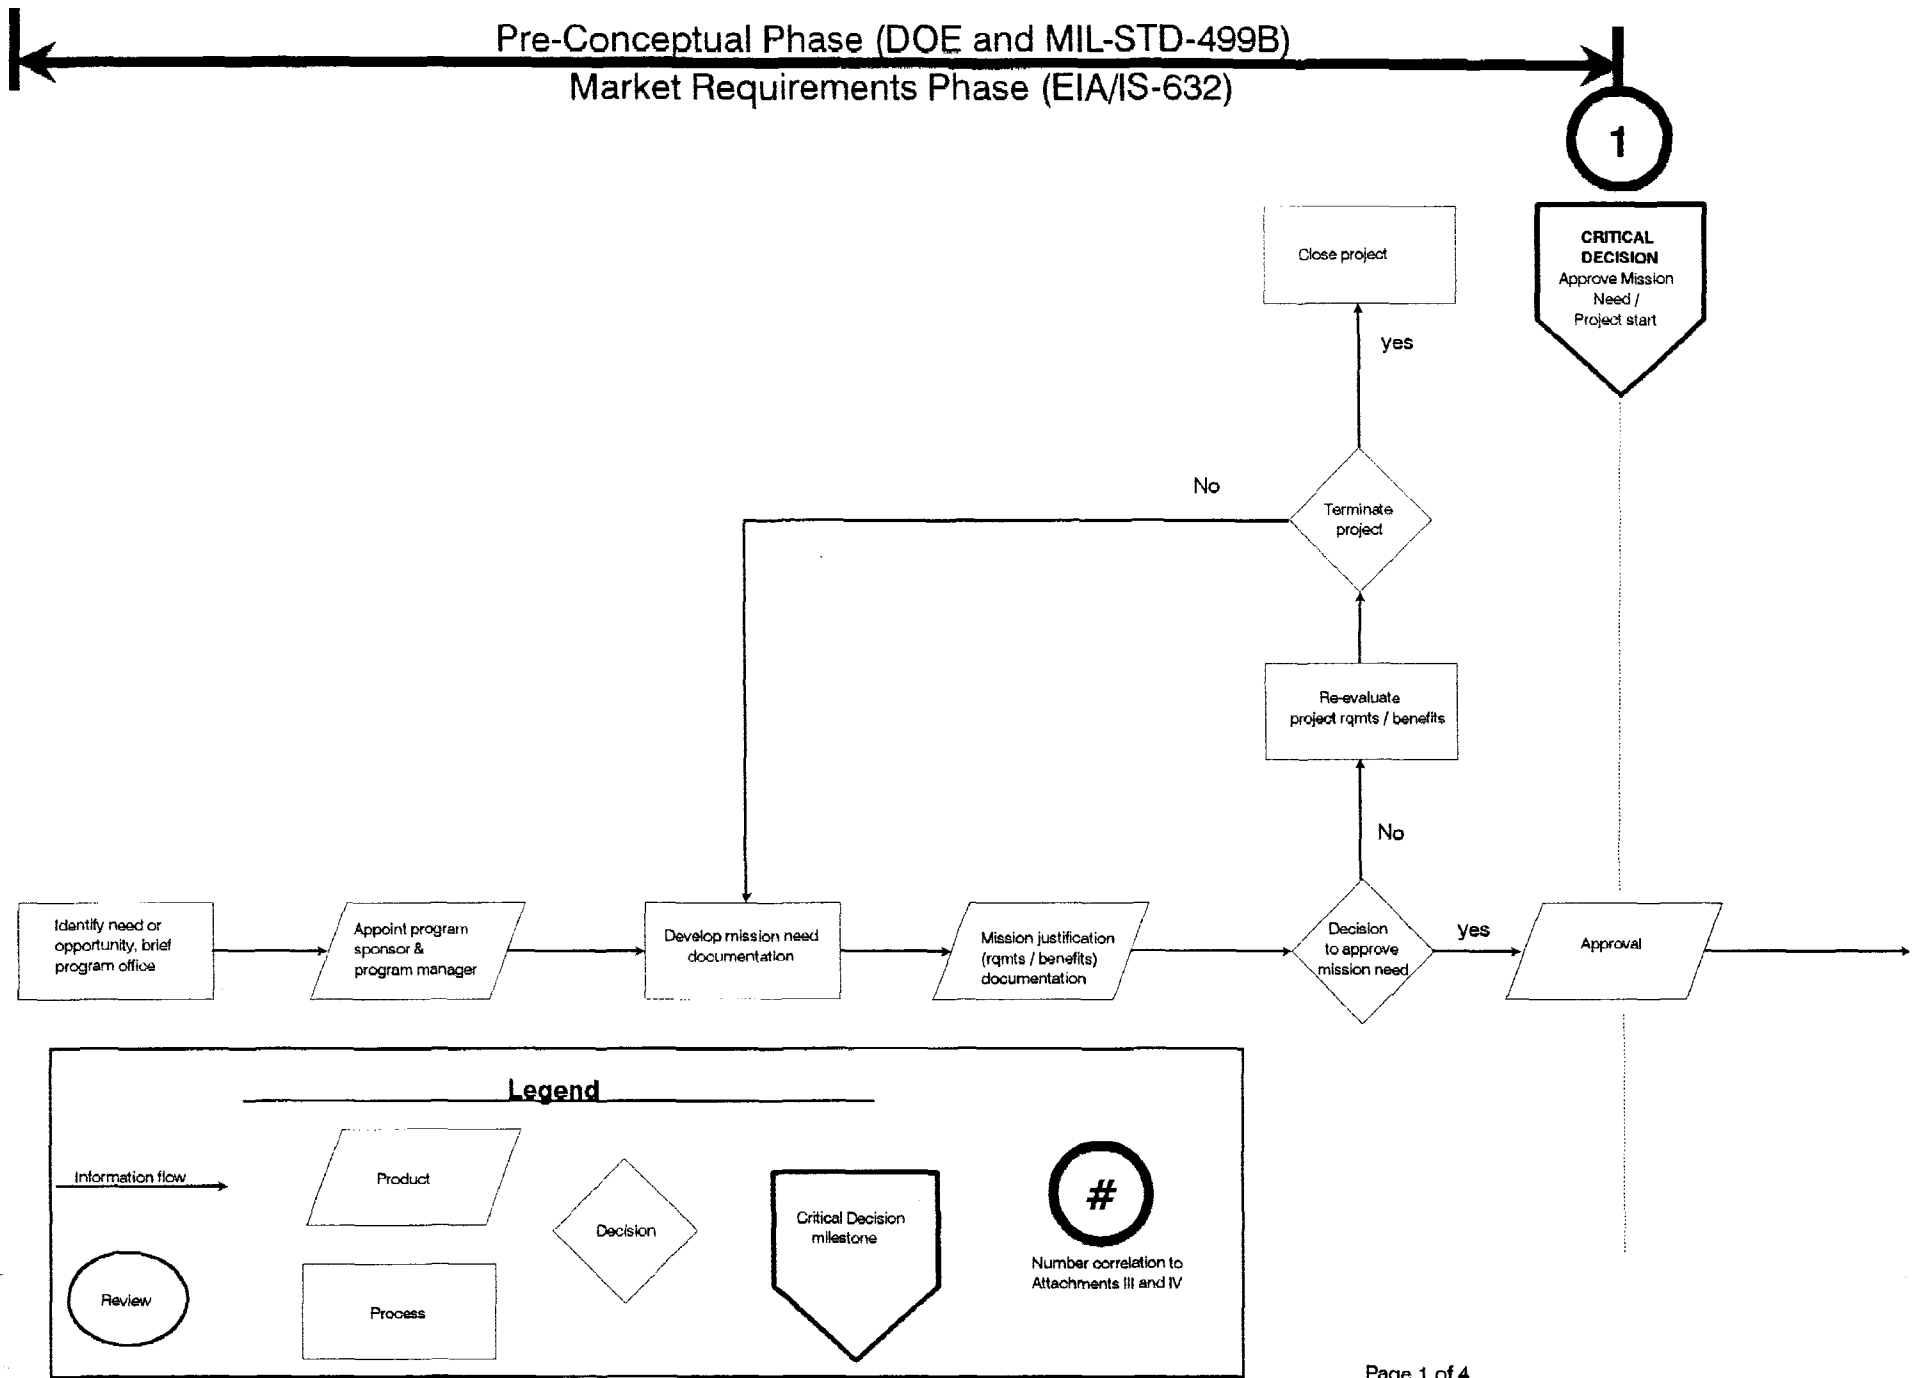 Pre-Conceptual Phase (DOE and MIL-STD-499B)
Market Requirements Phase (EIA/IS-632)
1
CRITICAL
DECISION
Approve Mission
Need /
Project start
Close project
yes
No
Terminate
project
Re-evaluate
project rqmts / benefits
No
Identify need or
opportunity, brief
program office
Appoint program
sponsor &
program manager
Develop mission need
documentation
Mission justification
(rqmts / benefits)
documentation
Decision
to approve
mission need
yes
Approval
Legend
Information flow
Product
Decision
Critical Decision
milestone
#
Number correlation to
Attachments III and IV
Review
Process
Page 1 of 4